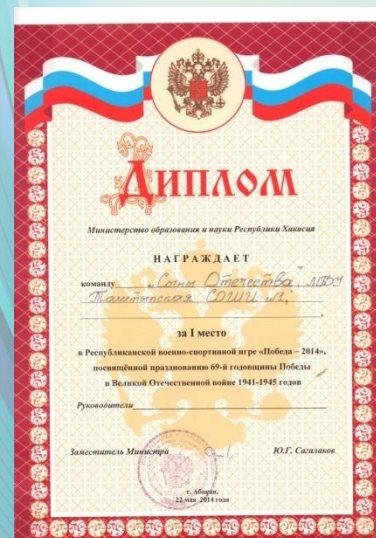 Диплом
Министерство образования и науки Республики Хакасия
НАГРАЖДАЕТ
команду „Сыны Отечества“ МБОУ
Таштыпская СОШИ №1,
за I место
в Республиканской военно-спортивной игре «Победа – 2014»,
посвящённой празднованию 69-й годовщины Победы
в Великой Отечественной войне 1941-1945 годов
Руководители
Заместитель Министра Ю.Г. Сагалаков
г. Абакан,
22 мая 2014 года